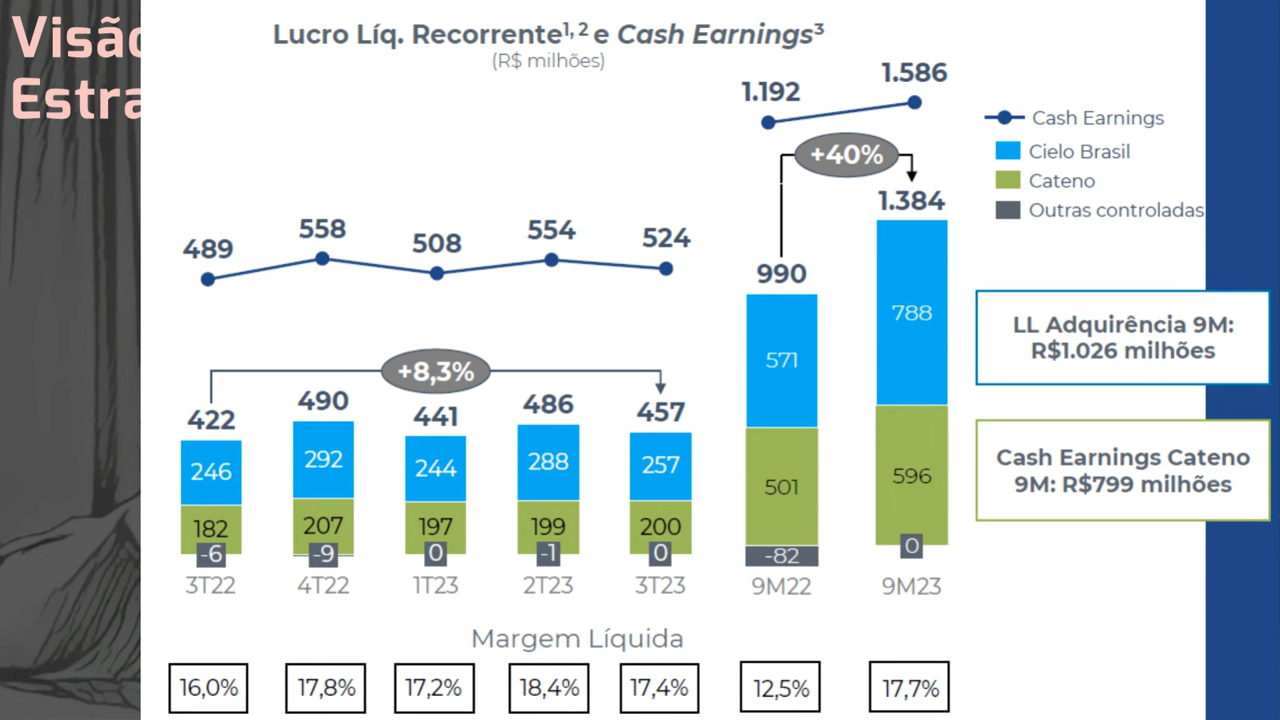 Visão
Estra
Lucro Líq. Recorrente1, 2 e Cash Earnings3
(R$ milhões)
1.192
1.586
Cash Earnings
Cielo Brasil
Cateno
Outras controladas
+40%
489
558
508
554
524
990
1.384
571
788
501
596
-82
0
LL Adquirência 9M:
R$1.026 milhões
Cash Earnings Cateno
9M: R$799 milhões
+8,3%
422
490
441
486
457
246
292
244
288
257
182
207
197
199
200
-6
-9
0
-1
0
3T22
4T22
1T23
2T23
3T23
9M22
9M23
Margem Líquida
16,0%
17,8%
17,2%
18,4%
17,4%
12,5%
17,7%